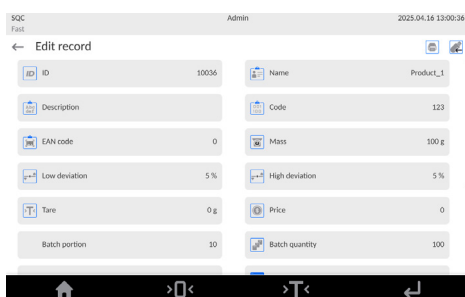 SQC Admin 2025.04.16 13:00:36
Fast
Edit record
ID 10036 Name Product_1
Description Code 123
EAN code 0 Mass 100 g
Low deviation 5 % High deviation 5 %
Tare 0 g Price 0
Batch portion 10 Batch quantity 100